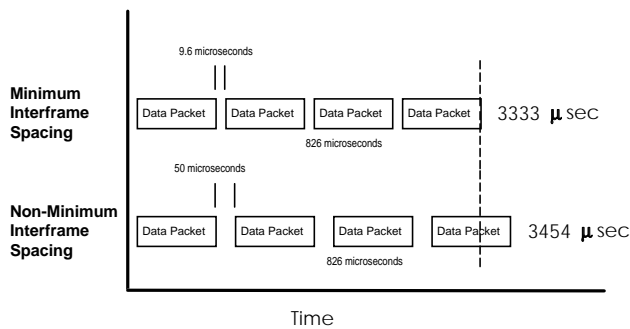 9.6 microseconds
Minimum
Interframe
Spacing
Data Packet Data Packet Data Packet Data Packet 3333 μsec
826 microseconds
50 microseconds
Non-Minimum
Interframe
Spacing
Data Packet Data Packet Data Packet Data Packet 3454 μsec
826 microseconds
Time